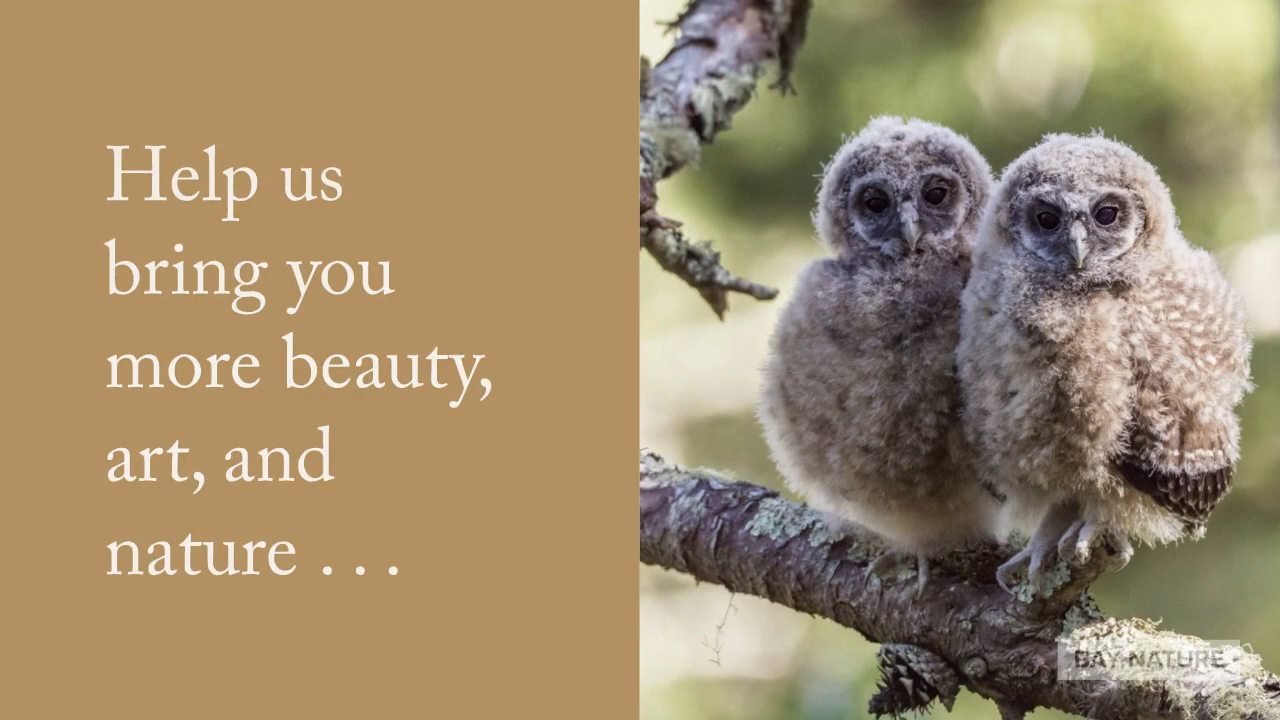 Help us
bring you
more beauty,
art, and
nature . . .
BAY NATURE